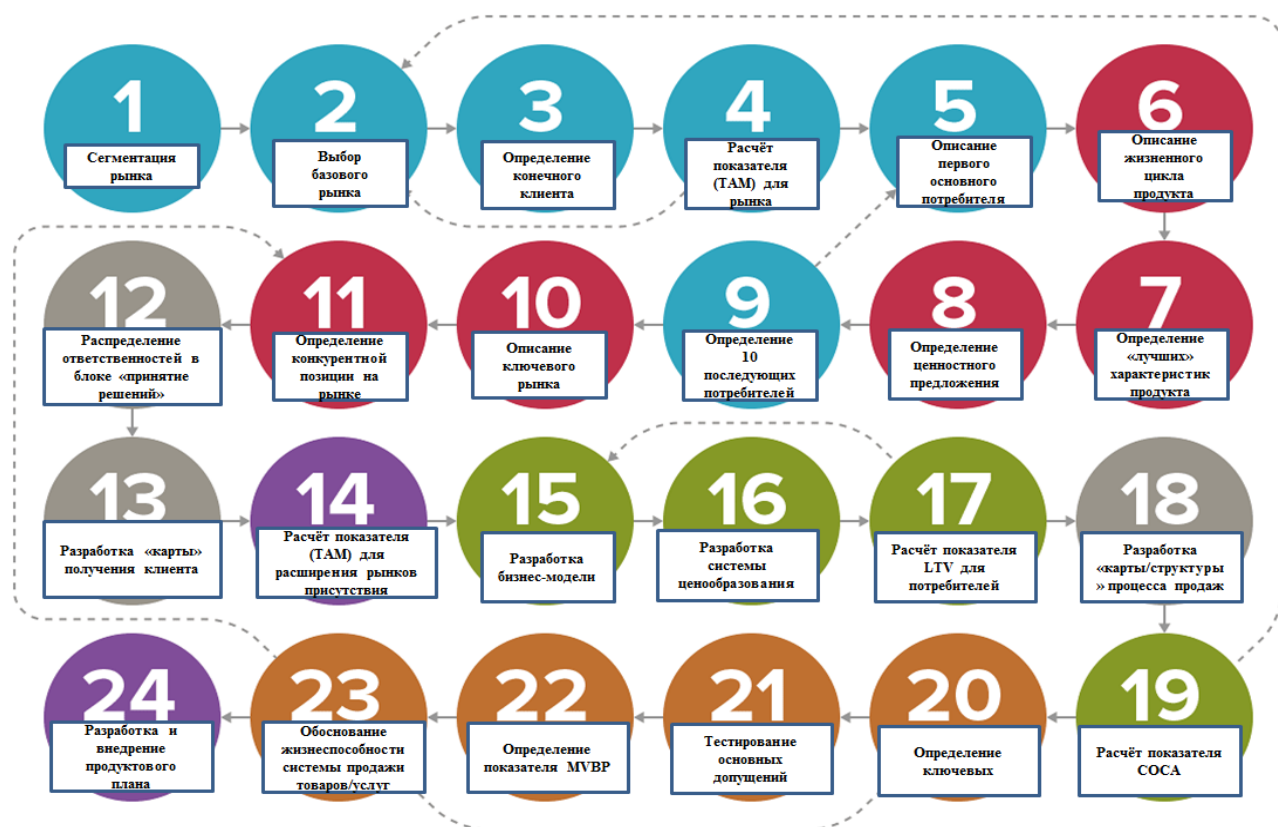 1
Сегментация
рынка
2
Выбор
базового
рынка
3
Определение
конечного
клиента
4
Расчёт
показателя
(TAM) для
рынка
5
Описание
первого
основного
потребителя
6
Описание
жизненного
цикла
продукта
12
Распределение
ответственностей в
блоке «принятие
решений»
11
Определение
конкурентной
позиции на
рынке
10
Описание
ключевого
рынка
9
Определение
10
последующих
потребителей
8
Определение
ценностного
предложения
7
Определение
«лучших»
характеристик
продукта
13
Разработка «карты»
получения клиента
14
Расчёт показателя
(TAM) для
расширения рынков
присутствия
15
Разработка
бизнес-модели
16
Разработка
системы
ценообразования
17
Расчёт показателя
LTV для
потребителей
18
Разработка
«карты/структуры
» процесса продаж
24
Разработка и
внедрение
продуктового
плана
23
Обоснование
жизнеспособности
системы продажи
товаров/услуг
22
Определение
показателя MVBP
21
Тестирование
основных
допущений
20
Определение
ключевых
19
Расчёт показателя
COCA